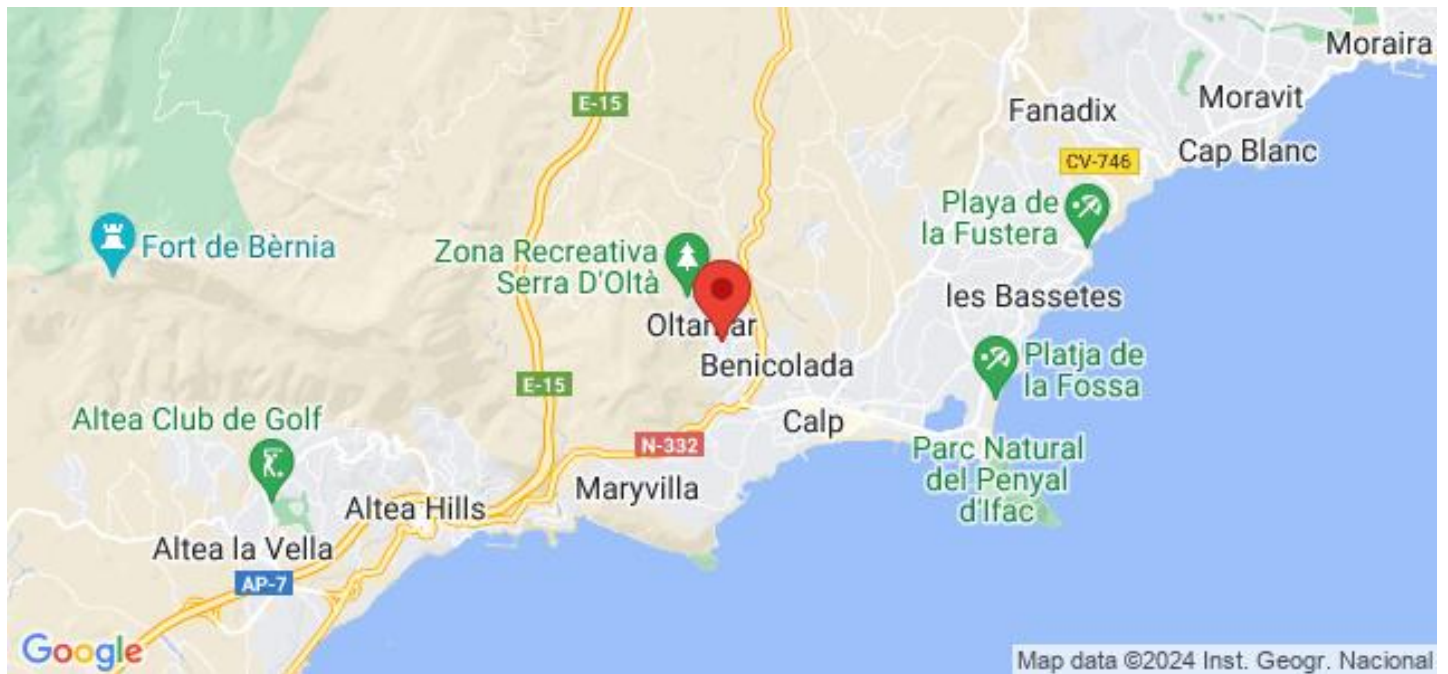 Moraira
E-15
Fanadix
Moravit
Cap Blanc
CV-746
Playa de
la Fustera
Fort de Bèrnia
Zona Recreativa
Serra D'Oltà
les Bassetes
Oltamar
Benicolada
Platja de
la Fossa
E-15
Altea Club de Golf
Calp
N-332
Parc Natural
del Penyal
d'Ifac
Maryvilla
Altea Hills
Altea la Vella
AP-7
Google
Map data ©2024 Inst. Geogr. Nacional